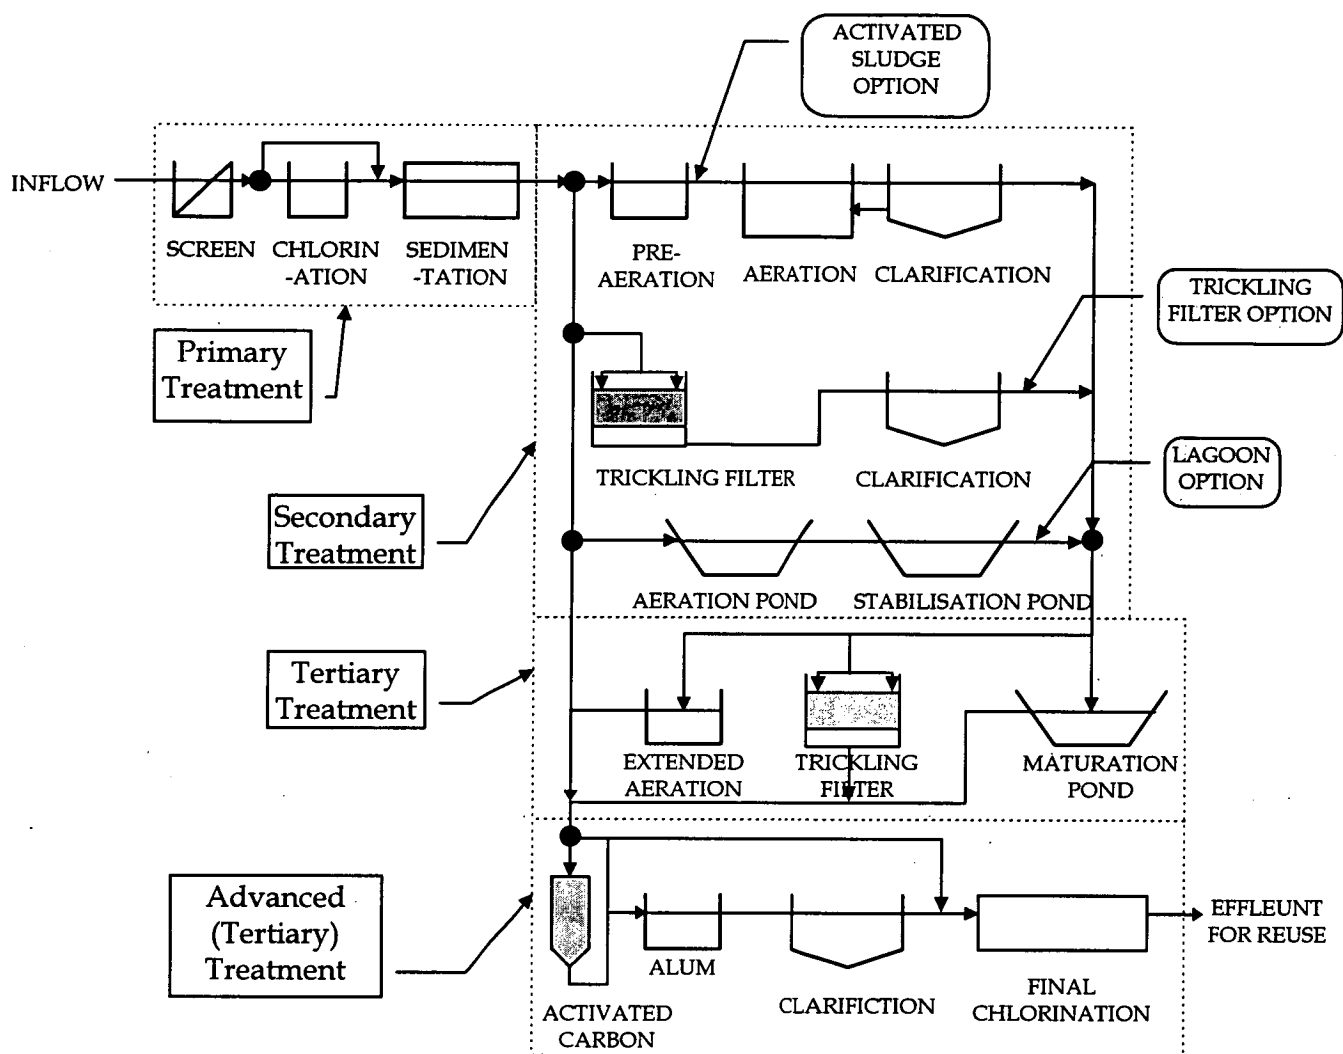 ACTIVATED
SLUDGE
OPTION
INFLOW
SCREEN
CHLORIN
-ATION
SEDIMEN
-TATION
PRE-
AERATION
AERATION
CLARIFICATION
TRICKLING
FILTER OPTION
Primary
Treatment
TRICKLING FILTER
CLARIFICATION
LAGOON
OPTION
Secondary
Treatment
AERATION POND
STABILISATION POND
Tertiary
Treatment
EXTENDED
AERATION
TRICKLING
FILTER
MATURATION
POND
Advanced
(Tertiary)
Treatment
ACTIVATED
CARBON
ALUM
CLARIFICTION
FINAL
CHLORINATION
EFFLEUNT
FOR REUSE